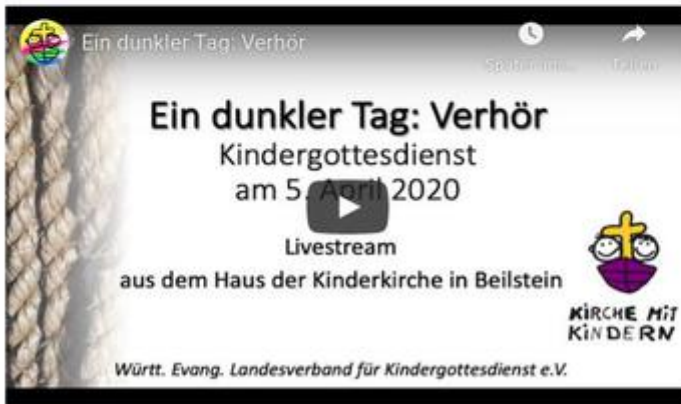 Ein dunkler Tag: Verhör
Teilen
Ein dunkler Tag: Verhör
Kindergottesdienst
am 5. April 2020
Livestream
aus dem Haus der Kinderkirche in Beilstein
KIRCHE MIT
KINDERN
Württ. Evang. Landesverband für Kindergottesdienst e.V.